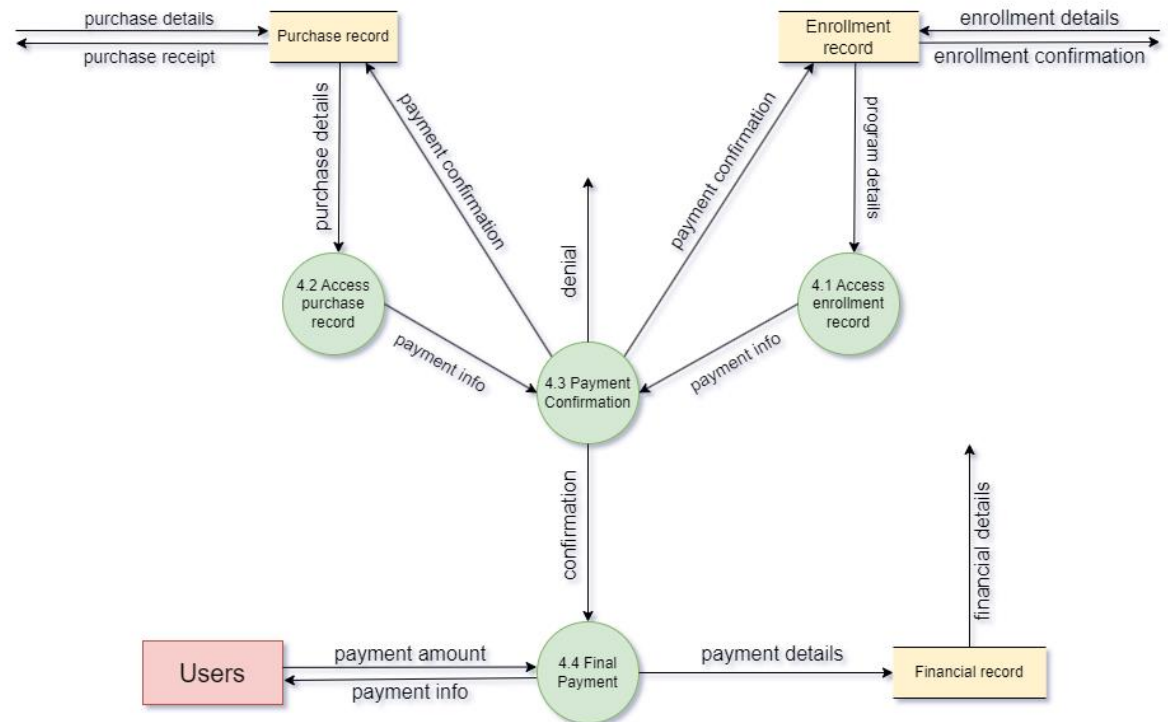 purchase details
purchase receipt
Purchase record
Enrollment
record
enrollment details
enrollment confirmation
purchase details
payment confirmation
denial
payment confirmation
program details
4.2 Access
purchase
record
4.1 Access
enrollment
record
payment info
payment info
4.3 Payment
Confirmation
confirmation
financial details
Users
payment amount
payment info
4.4 Final
Payment
payment details
Financial record